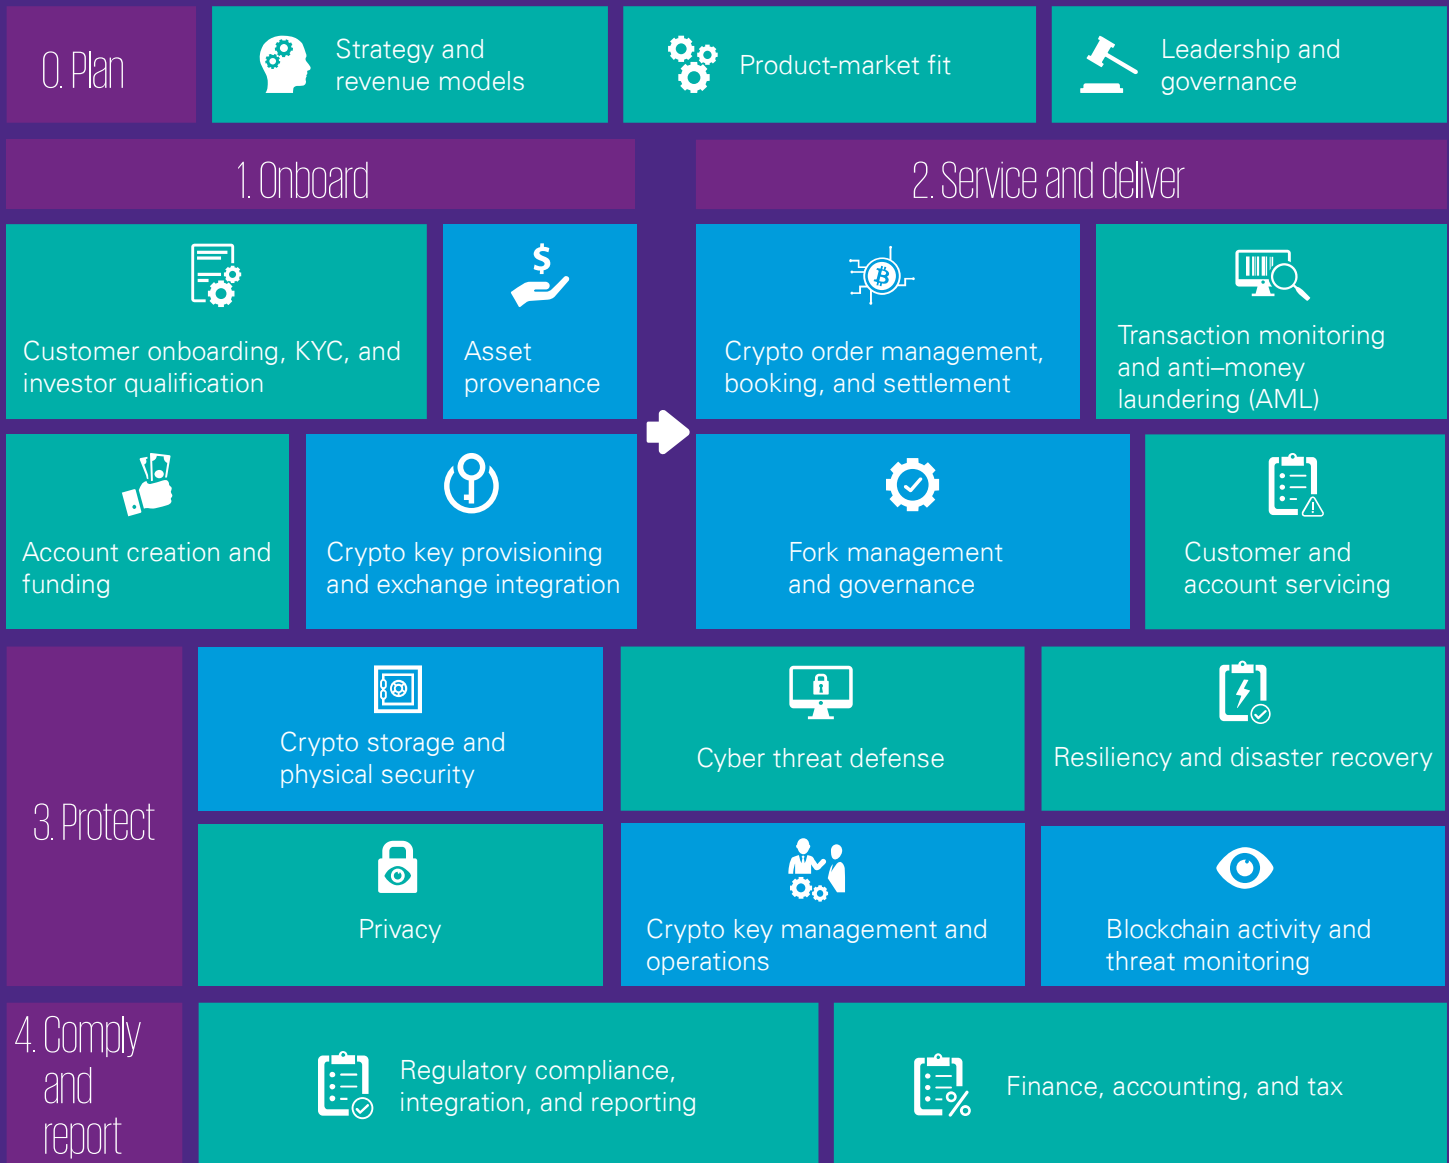 0. Plan
Strategy and
revenue models
Product-market fit
Leadership and
governance
1. Onboard
2. Service and deliver
Customer onboarding, KYC, and
investor qualification
$
Asset
provenance
Crypto order management,
booking, and settlement
Transaction monitoring
and anti–money
laundering (AML)
Account creation and
funding
Crypto key provisioning
and exchange integration
Fork management
and governance
Customer and
account servicing
3. Protect
Crypto storage and
physical security
Cyber threat defense
Resiliency and disaster recovery
Privacy
Crypto key management and
operations
Blockchain activity and
threat monitoring
4. Comply
and
report
Regulatory compliance,
integration, and reporting
Finance, accounting, and tax